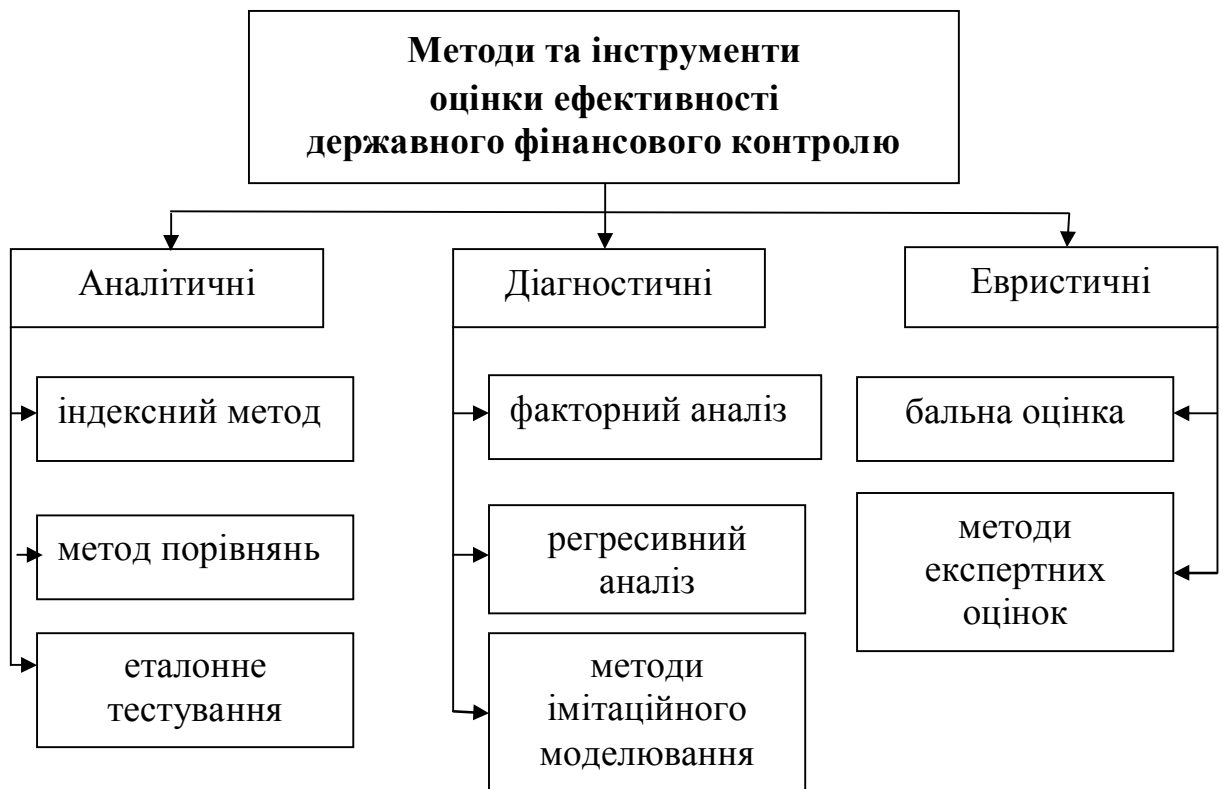 Методи та інструменти
оцінки ефективності
державного фінансового контролю
Аналітичні
Діагностичні
Евристичні
індексний метод
факторний аналіз
бальна оцінка
метод порівнянь
регресивний
аналіз
методи
експертних
оцінок
еталонне
тестування
методи
імітаційного
моделювання